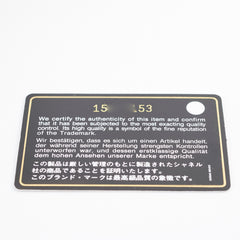 15 153
We certify the authenticity of this item and confirm
that it has been subjected to the most exacting quality
control. Its high quality is a symbol of the fine reputation
of the Trademark.
Wir bestätigen, dass es sich um einen Artikel handelt,
der während seiner Herstellung strengsten Kontrollen
unterworfen war, und dessen erstklassige Qualität
dem hohen Ansehen unserer Marke entspricht.
この製品は厳しい管理のもとに製造されたシャネル
社の商品であることを証明いたします。
このブランド・マークは最高級品質の象徴です。